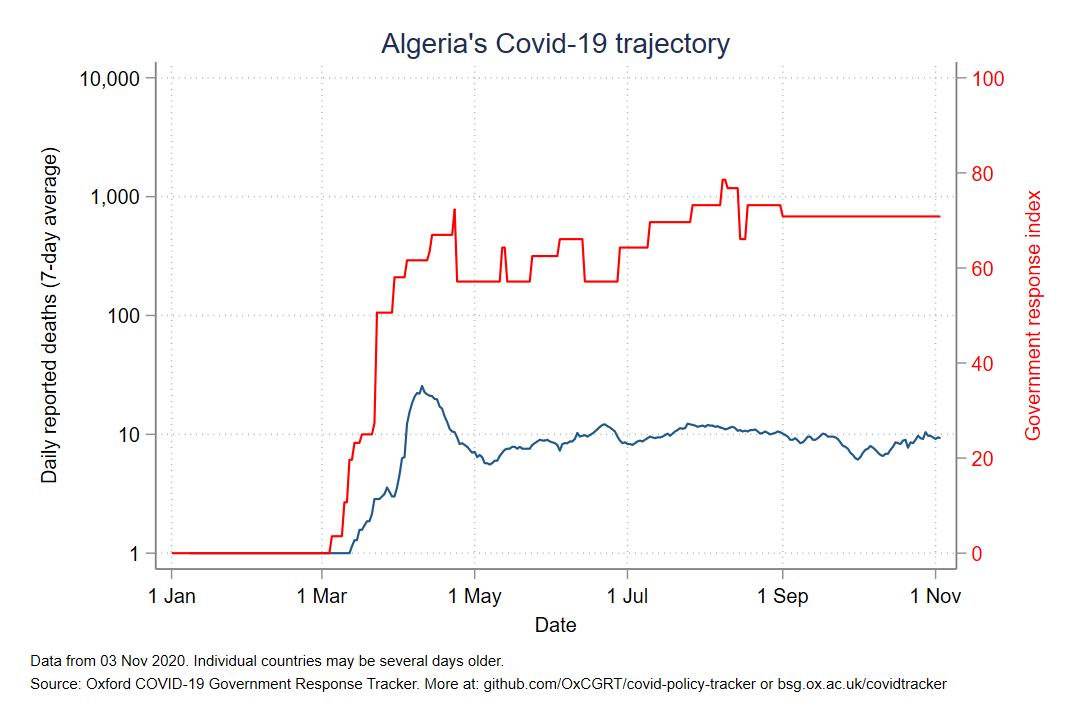 Algeria's Covid-19 trajectory
10,000
1,000
100
10
1
Daily reported deaths (7-day average)
100
80
60
40
20
0
Government response index
1 Jan
1 Mar
1 May
1 Jul
1 Sep
1 Nov
Date
Data from 03 Nov 2020. Individual countries may be several days older.
Source: Oxford COVID-19 Government Response Tracker. More at: github.com/OxCGRT/covid-policy-tracker or bsg.ox.ac.uk/covidtracker